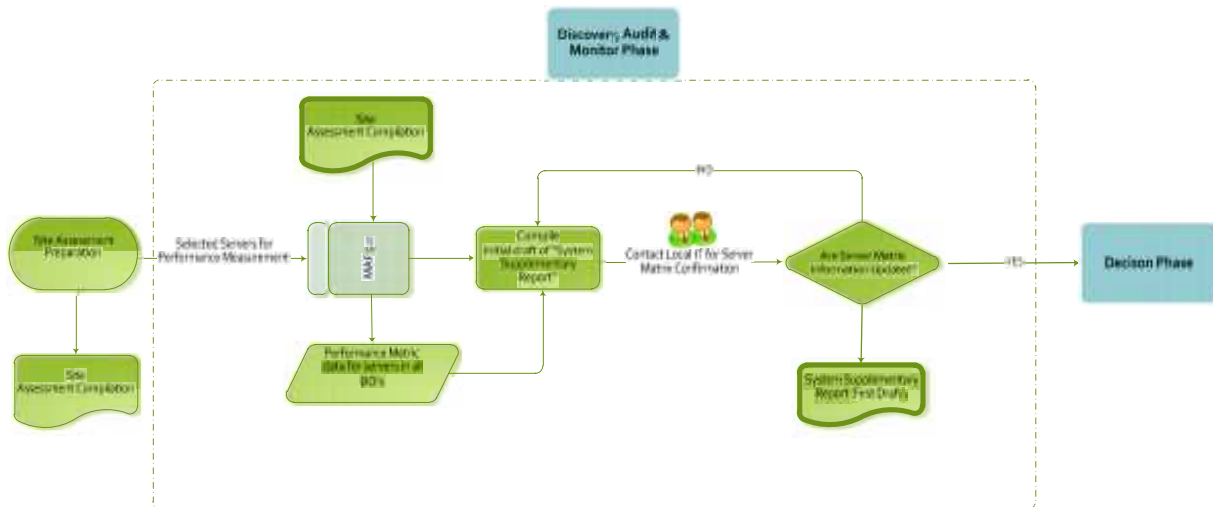 Discovery, Audit &
Monitor Phase
Site
Assessment Compilation
NO
Site Assessment
Preparation
Selected Servers for
Performance Measurement
Compile
initial draft of "System
Supplementary
Report"
Contact Local IT for Server
Matrix Confirmation
Are Server Matrix
Information Updated?
YES
Decison Phase
Performance Metric
data for servers in all
Site
Assessment Compilation
System Supplementary
Report First Draft